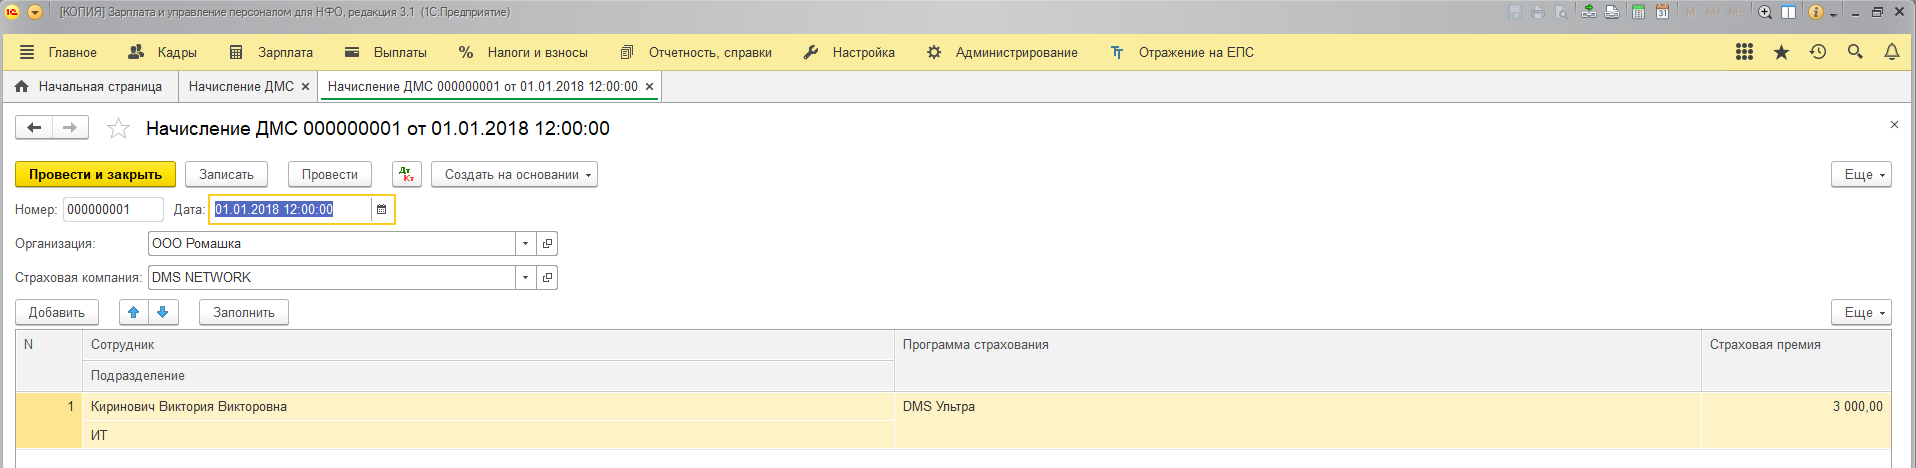 [КОПИЯ] Зарплата и управление персоналом для НФО, редакция 3.1 (1С:Предприятие)
M M+ M-
Главное Кадры Зарплата Выплаты Налоги и взносы Отчетность, справки Настройка Администрирование Отражение на ЕПС
Начальная страница Начисление ДМС × Начисление ДМС 000000001 от 01.01.2018 12:00:00 ×
Начисление ДМС 000000001 от 01.01.2018 12:00:00
Провести и закрыть Записать Провести Дт Кт Создать на основании Еще
Номер: 000000001 Дата: 01.01.2018 12:00:00
Организация: ООО Ромашка
Страховая компания: DMS NETWORK
Добавить Заполнить Еще
N Сотрудник Программа страхования Страховая премия
Подразделение
1 Киринович Виктория Викторовна DMS Ультра 3 000,00
ИТ